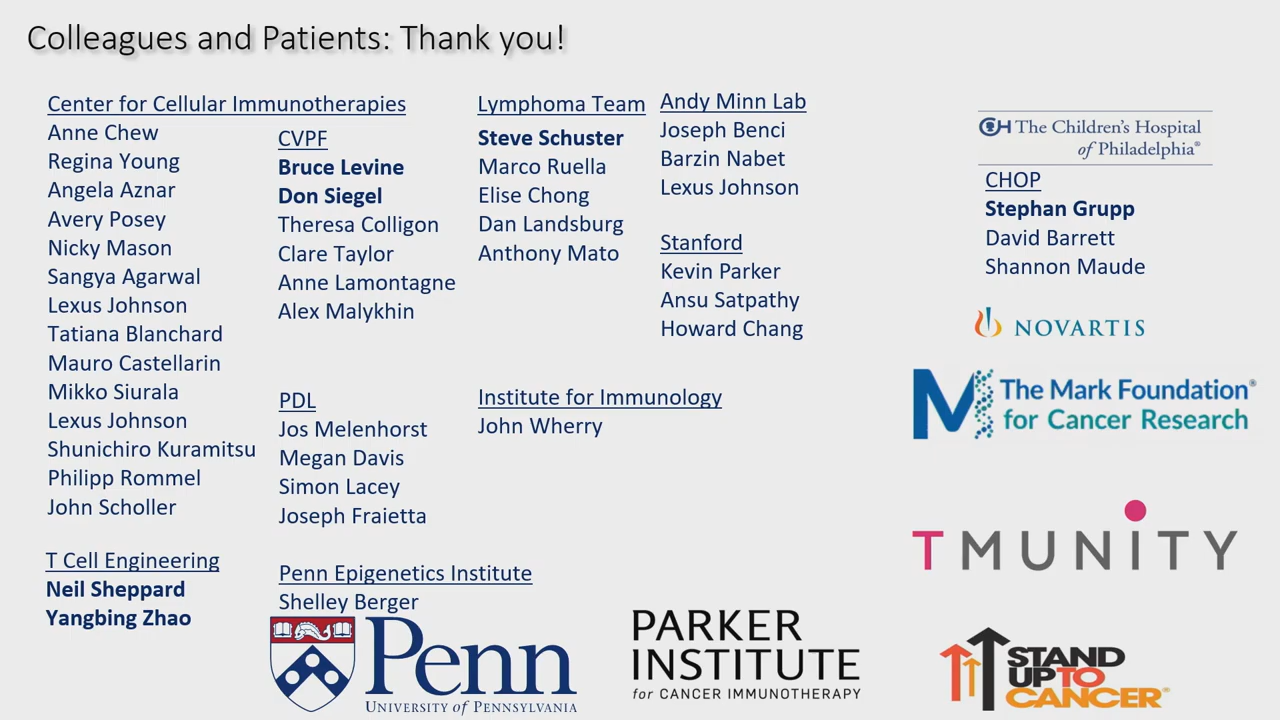 Colleagues and Patients: Thank you!
Center for Cellular Immunotherapies
Anne Chew
Regina Young
Angela Aznar
Avery Posey
Nicky Mason
Sangya Agarwal
Lexus Johnson
Tatiana Blanchard
Mauro Castellarin
Mikko Siurala
Lexus Johnson
Shunichiro Kuramitsu
Philipp Rommel
John Scholler
T Cell Engineering
Neil Sheppard
Yangbing Zhao
CVPF
Bruce Levine
Don Siegel
Theresa Colligon
Clare Taylor
Anne Lamontagne
Alex Malykhin
PDL
Jos Melenhorst
Megan Davis
Simon Lacey
Joseph Fraietta
Penn Epigenetics Institute
Shelley Berger
Penn
UNIVERSITY of PENNSYLVANIA
Lymphoma Team
Steve Schuster
Marco Ruella
Elise Chong
Dan Landsburg
Anthony Mato
Institute for Immunology
John Wherry
Andy Minn Lab
Joseph Benci
Barzin Nabet
Lexus Johnson
Stanford
Kevin Parker
Ansu Satpathy
Howard Chang
PARKER
INSTITUTE
for CANCER IMMUNOTHERAPY
The Children's Hospital
of Philadelphia®
CHOP
Stephan Grupp
David Barrett
Shannon Maude
NOVARTIS
The Mark Foundation®
for Cancer Research
TMUNITY
STAND
UP TO
CANCER